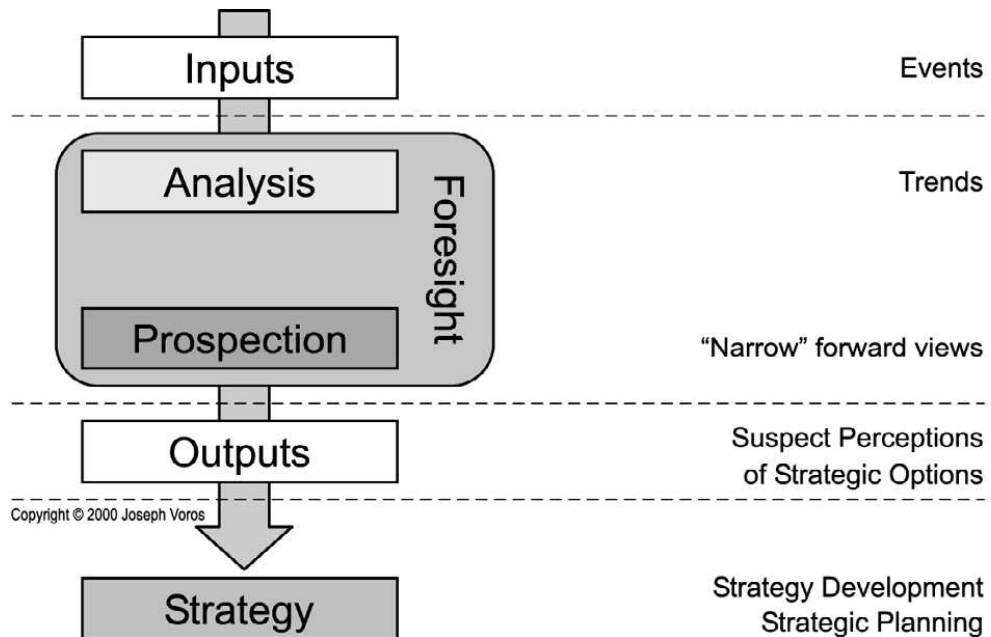 Inputs
Events
Analysis
Trends
Foresight
Prospection
“Narrow” forward views
Outputs
Suspect Perceptions
of Strategic Options
Copyright © 2000 Joseph Voros
Strategy
Strategy Development
Strategic Planning